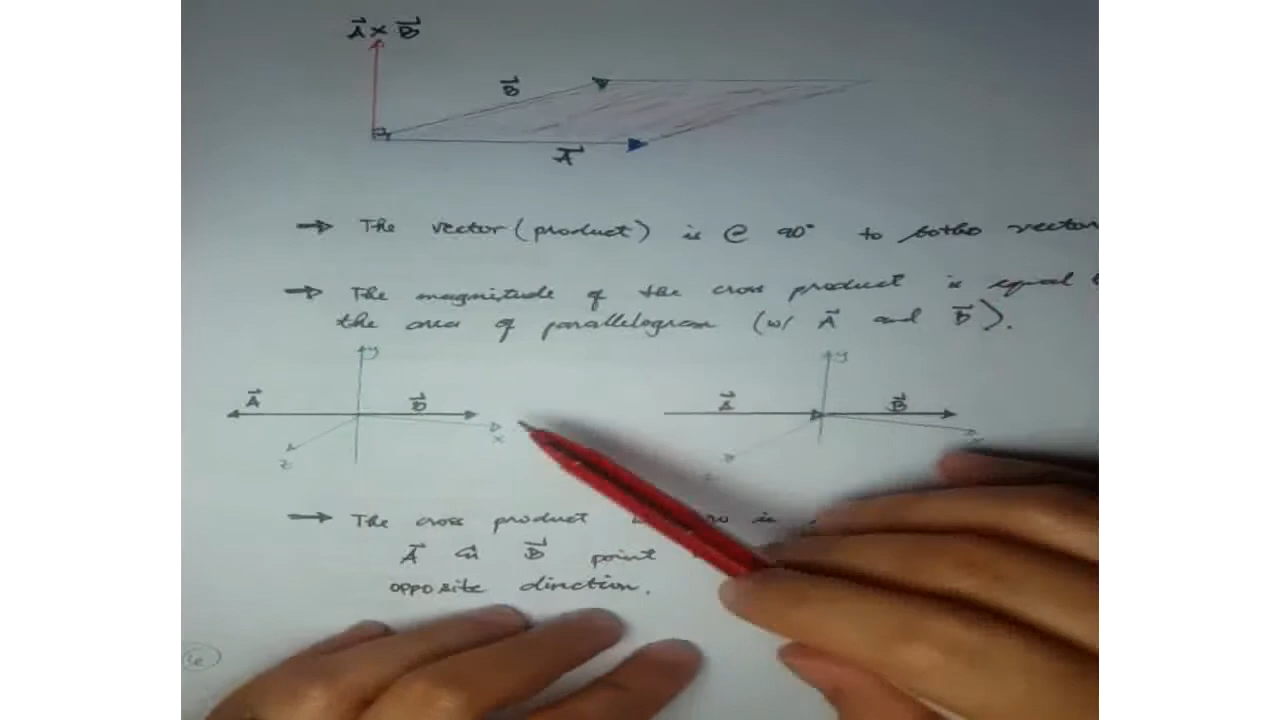 A⃗ × B⃗
B⃗
A⃗
→ The vector (product) is @ 90° to both vector
→ The magnitude of the cross product is equal
the area of parallelogram (w/ A⃗ and B⃗).
y y
A⃗ B⃗ A⃗ B⃗
x
z
→ The cross product is
A⃗ B⃗ point
opposite direction.